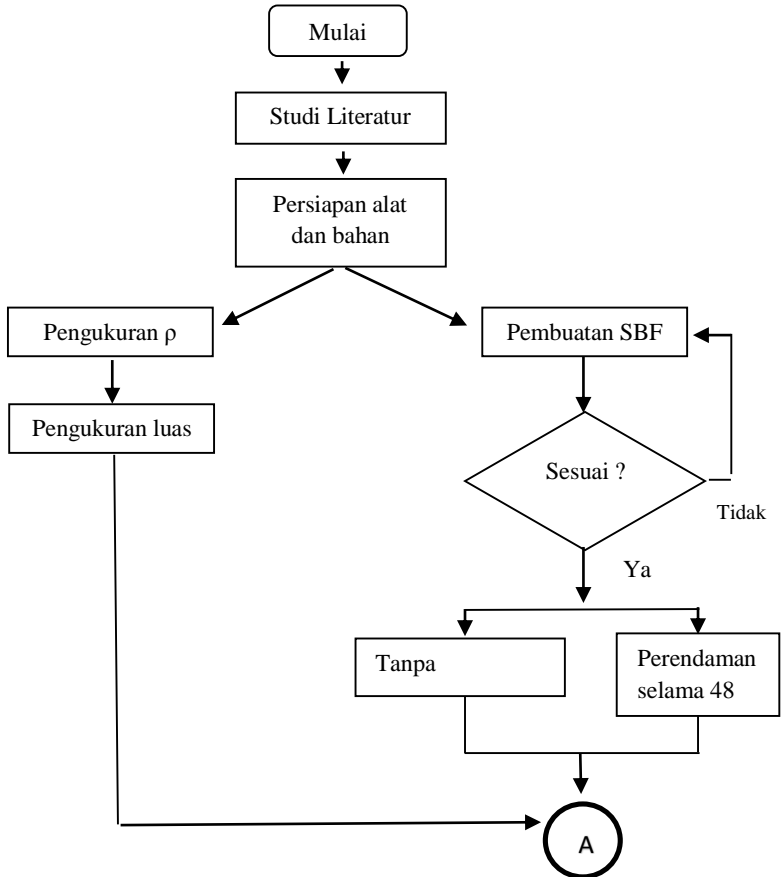 Mulai
Studi Literatur
Persiapan alat
dan bahan
Pengukuran ρ
Pembuatan SBF
Pengukuran luas
Sesuai ?
Tidak
Ya
Tanpa
Perendaman
selama 48
A